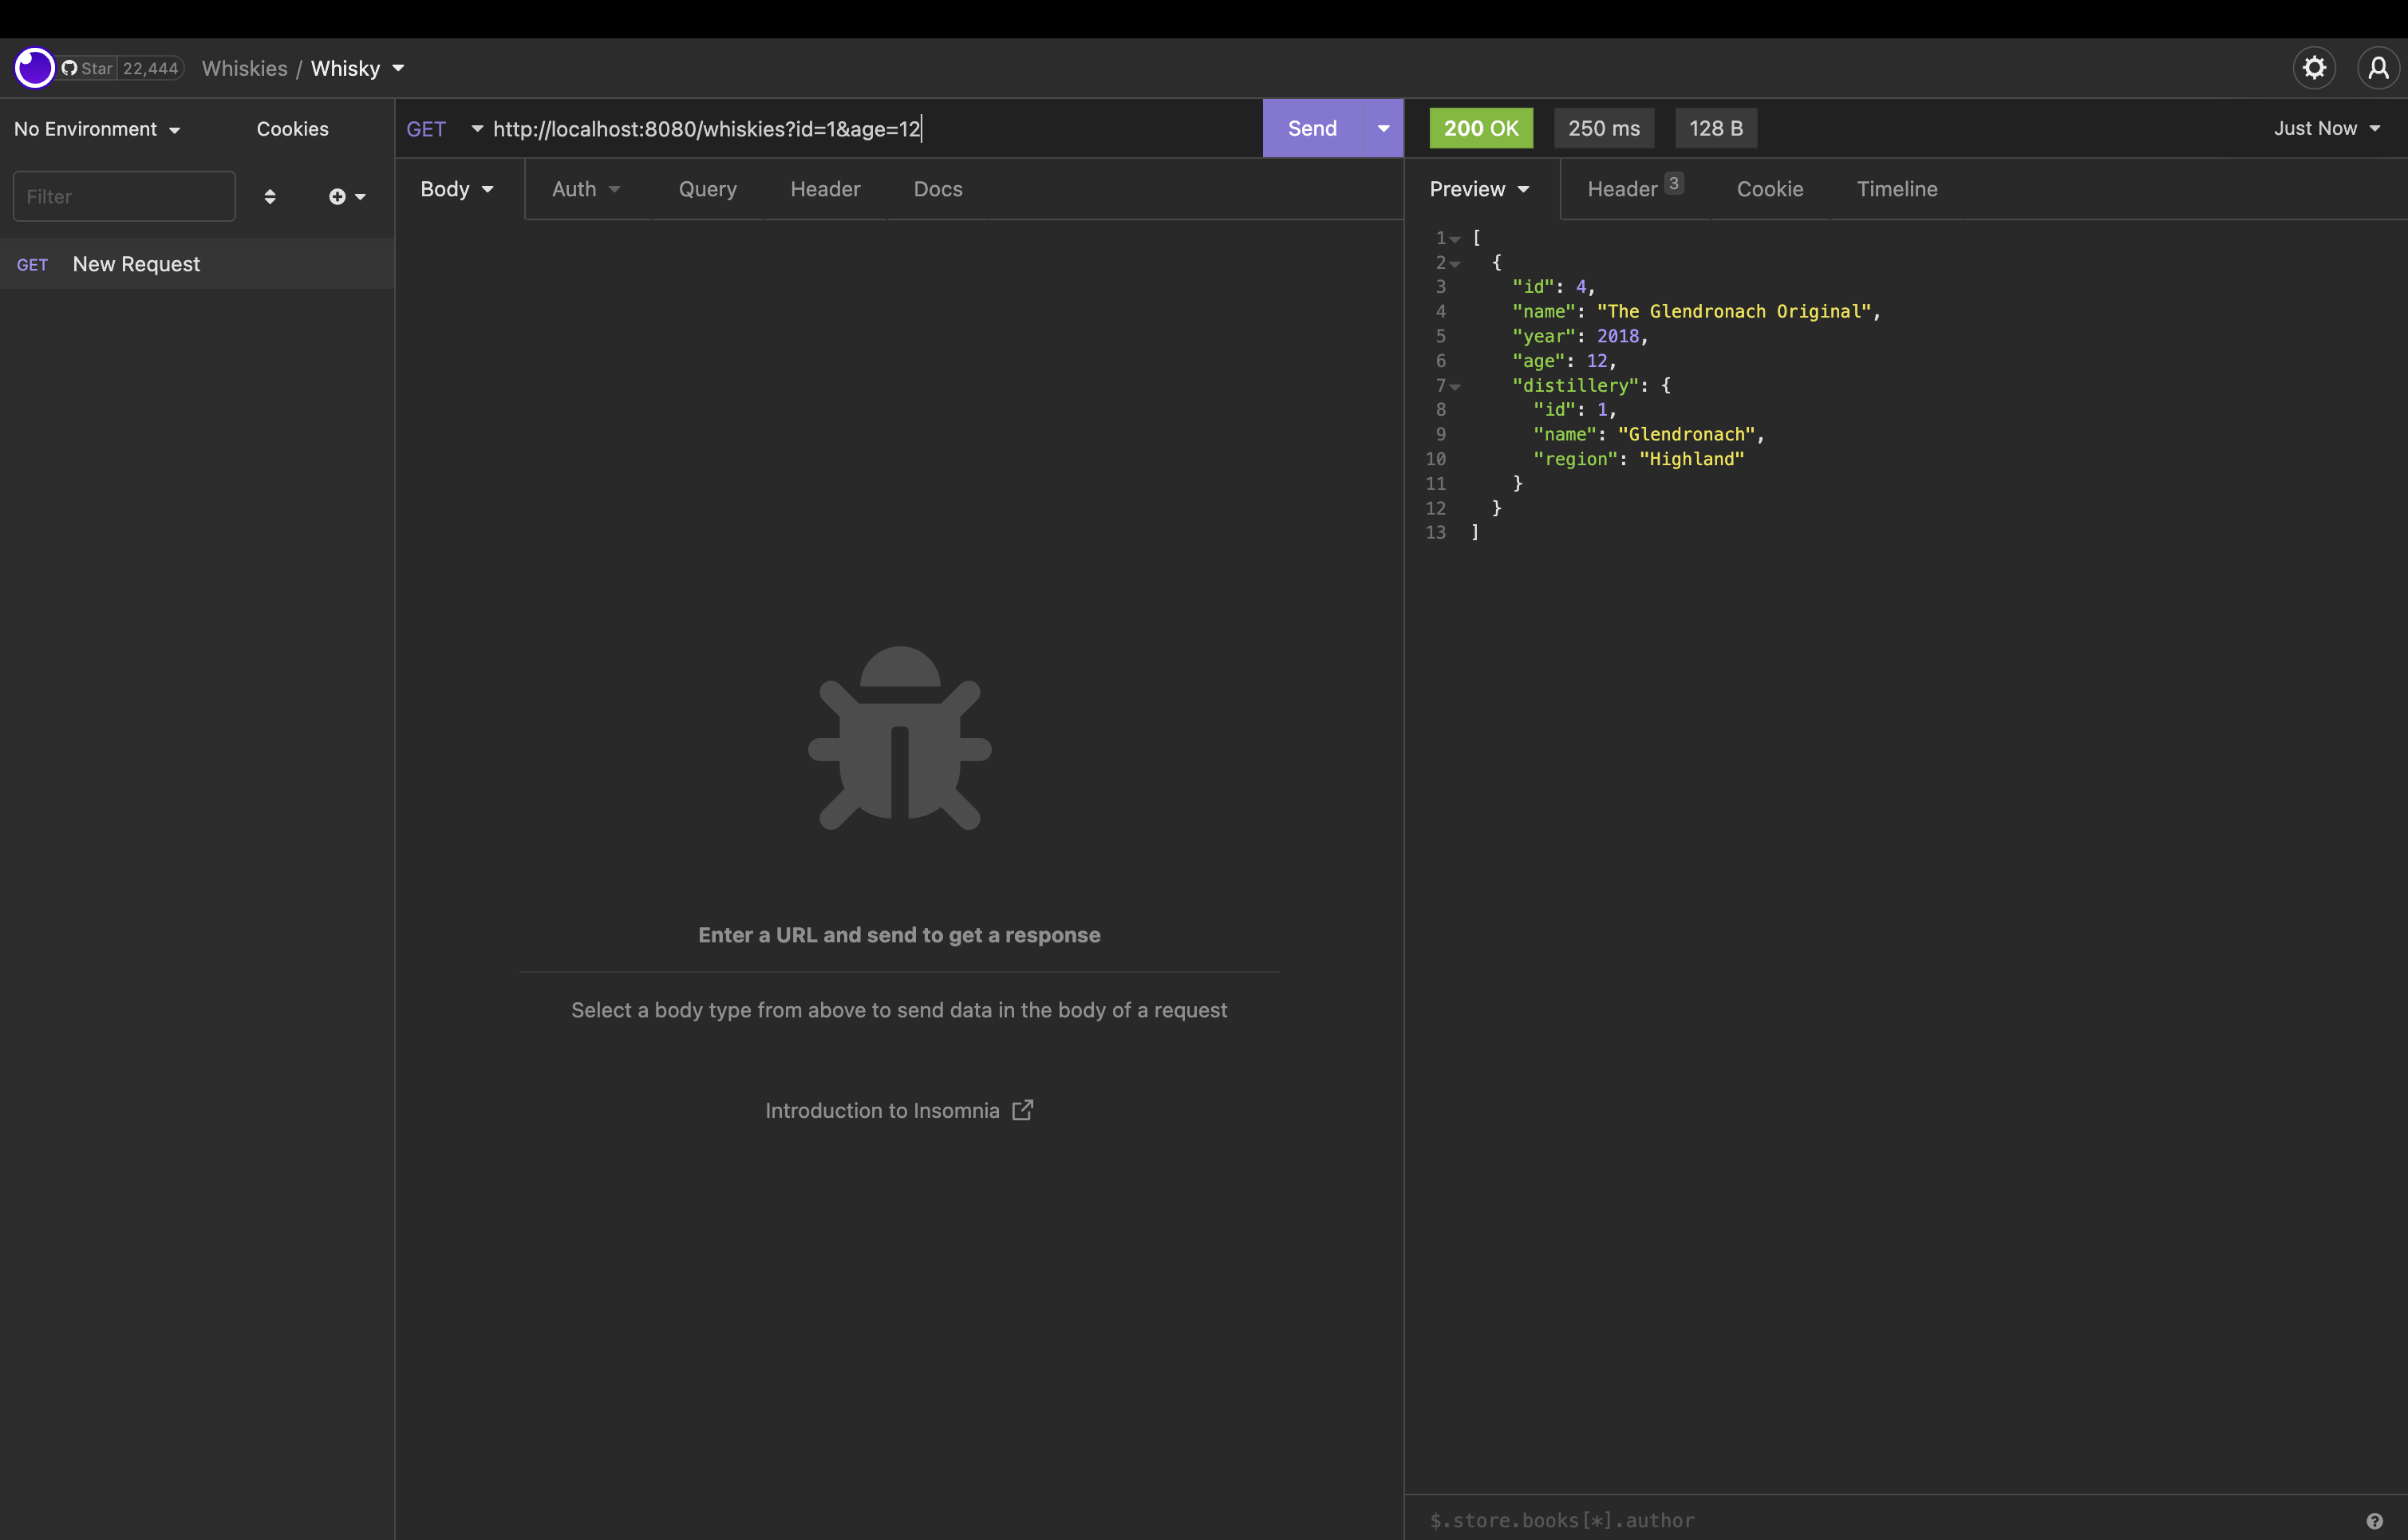 Star 22,444 Whiskies / Whisky
No Environment Cookies
Filter
GET New Request
GET http://localhost:8080/whiskies?id=1&age=12 Send
Body Auth Query Header Docs
Enter a URL and send to get a response
Select a body type from above to send data in the body of a request
Introduction to Insomnia
200 OK 250 ms 128 B Just Now
Preview Header 3 Cookie Timeline
1 [
2 {
3 "id": 4,
4 "name": "The Glendronach Original",
5 "year": 2018,
6 "age": 12,
7 "distillery": {
8 "id": 1,
9 "name": "Glendronach",
10 "region": "Highland"
11 }
12 }
13 ]
$.store.books[*].author ?